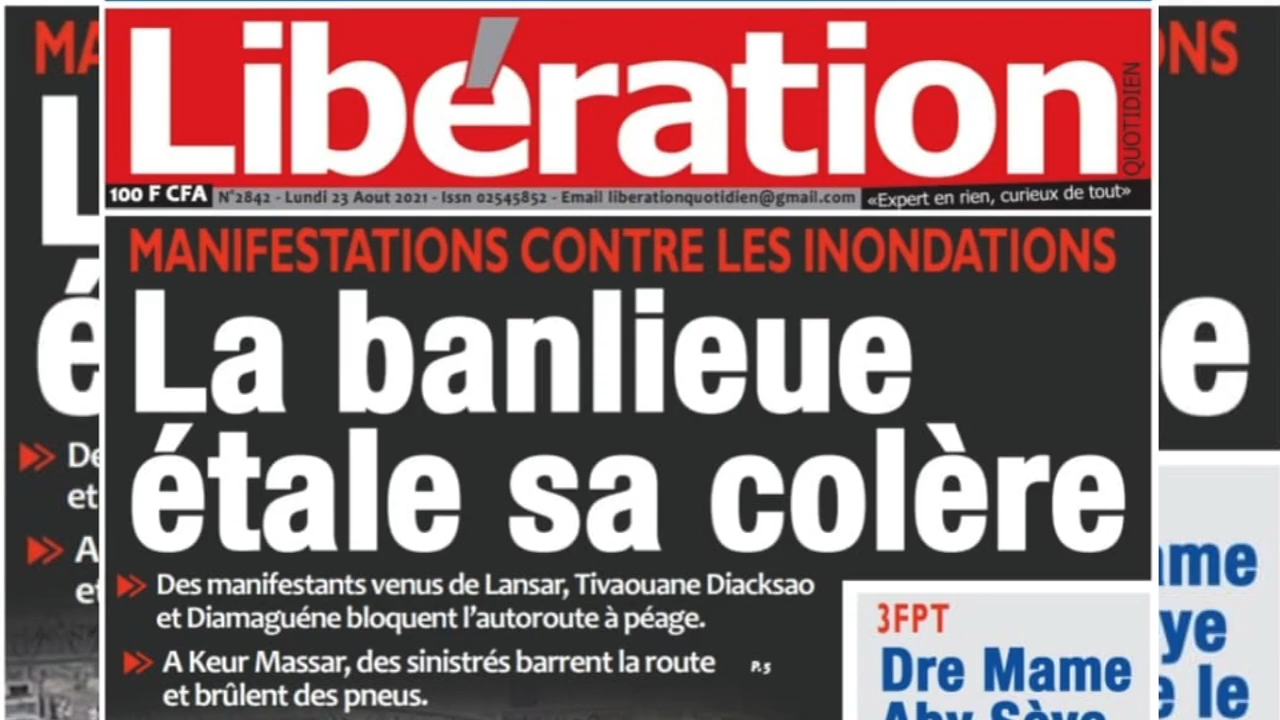 Libération
QUOTIDIEN
100 F CFA N°2842 - Lundi 23 Aout 2021 - Issn 02545852 - Email liberationquotidien@gmail.com «Expert en rien, curieux de tout»
MANIFESTATIONS CONTRE LES INONDATIONS
La banlieue
étale sa colère
Des manifestants venus de Lansar, Tivaouane Diacksao
et Diamaguéne bloquent l'autoroute à péage.
A Keur Massar, des sinistrés barrent la route P.5
et brûlent des pneus.
3FPT
Dre Mame
Aby Sèye